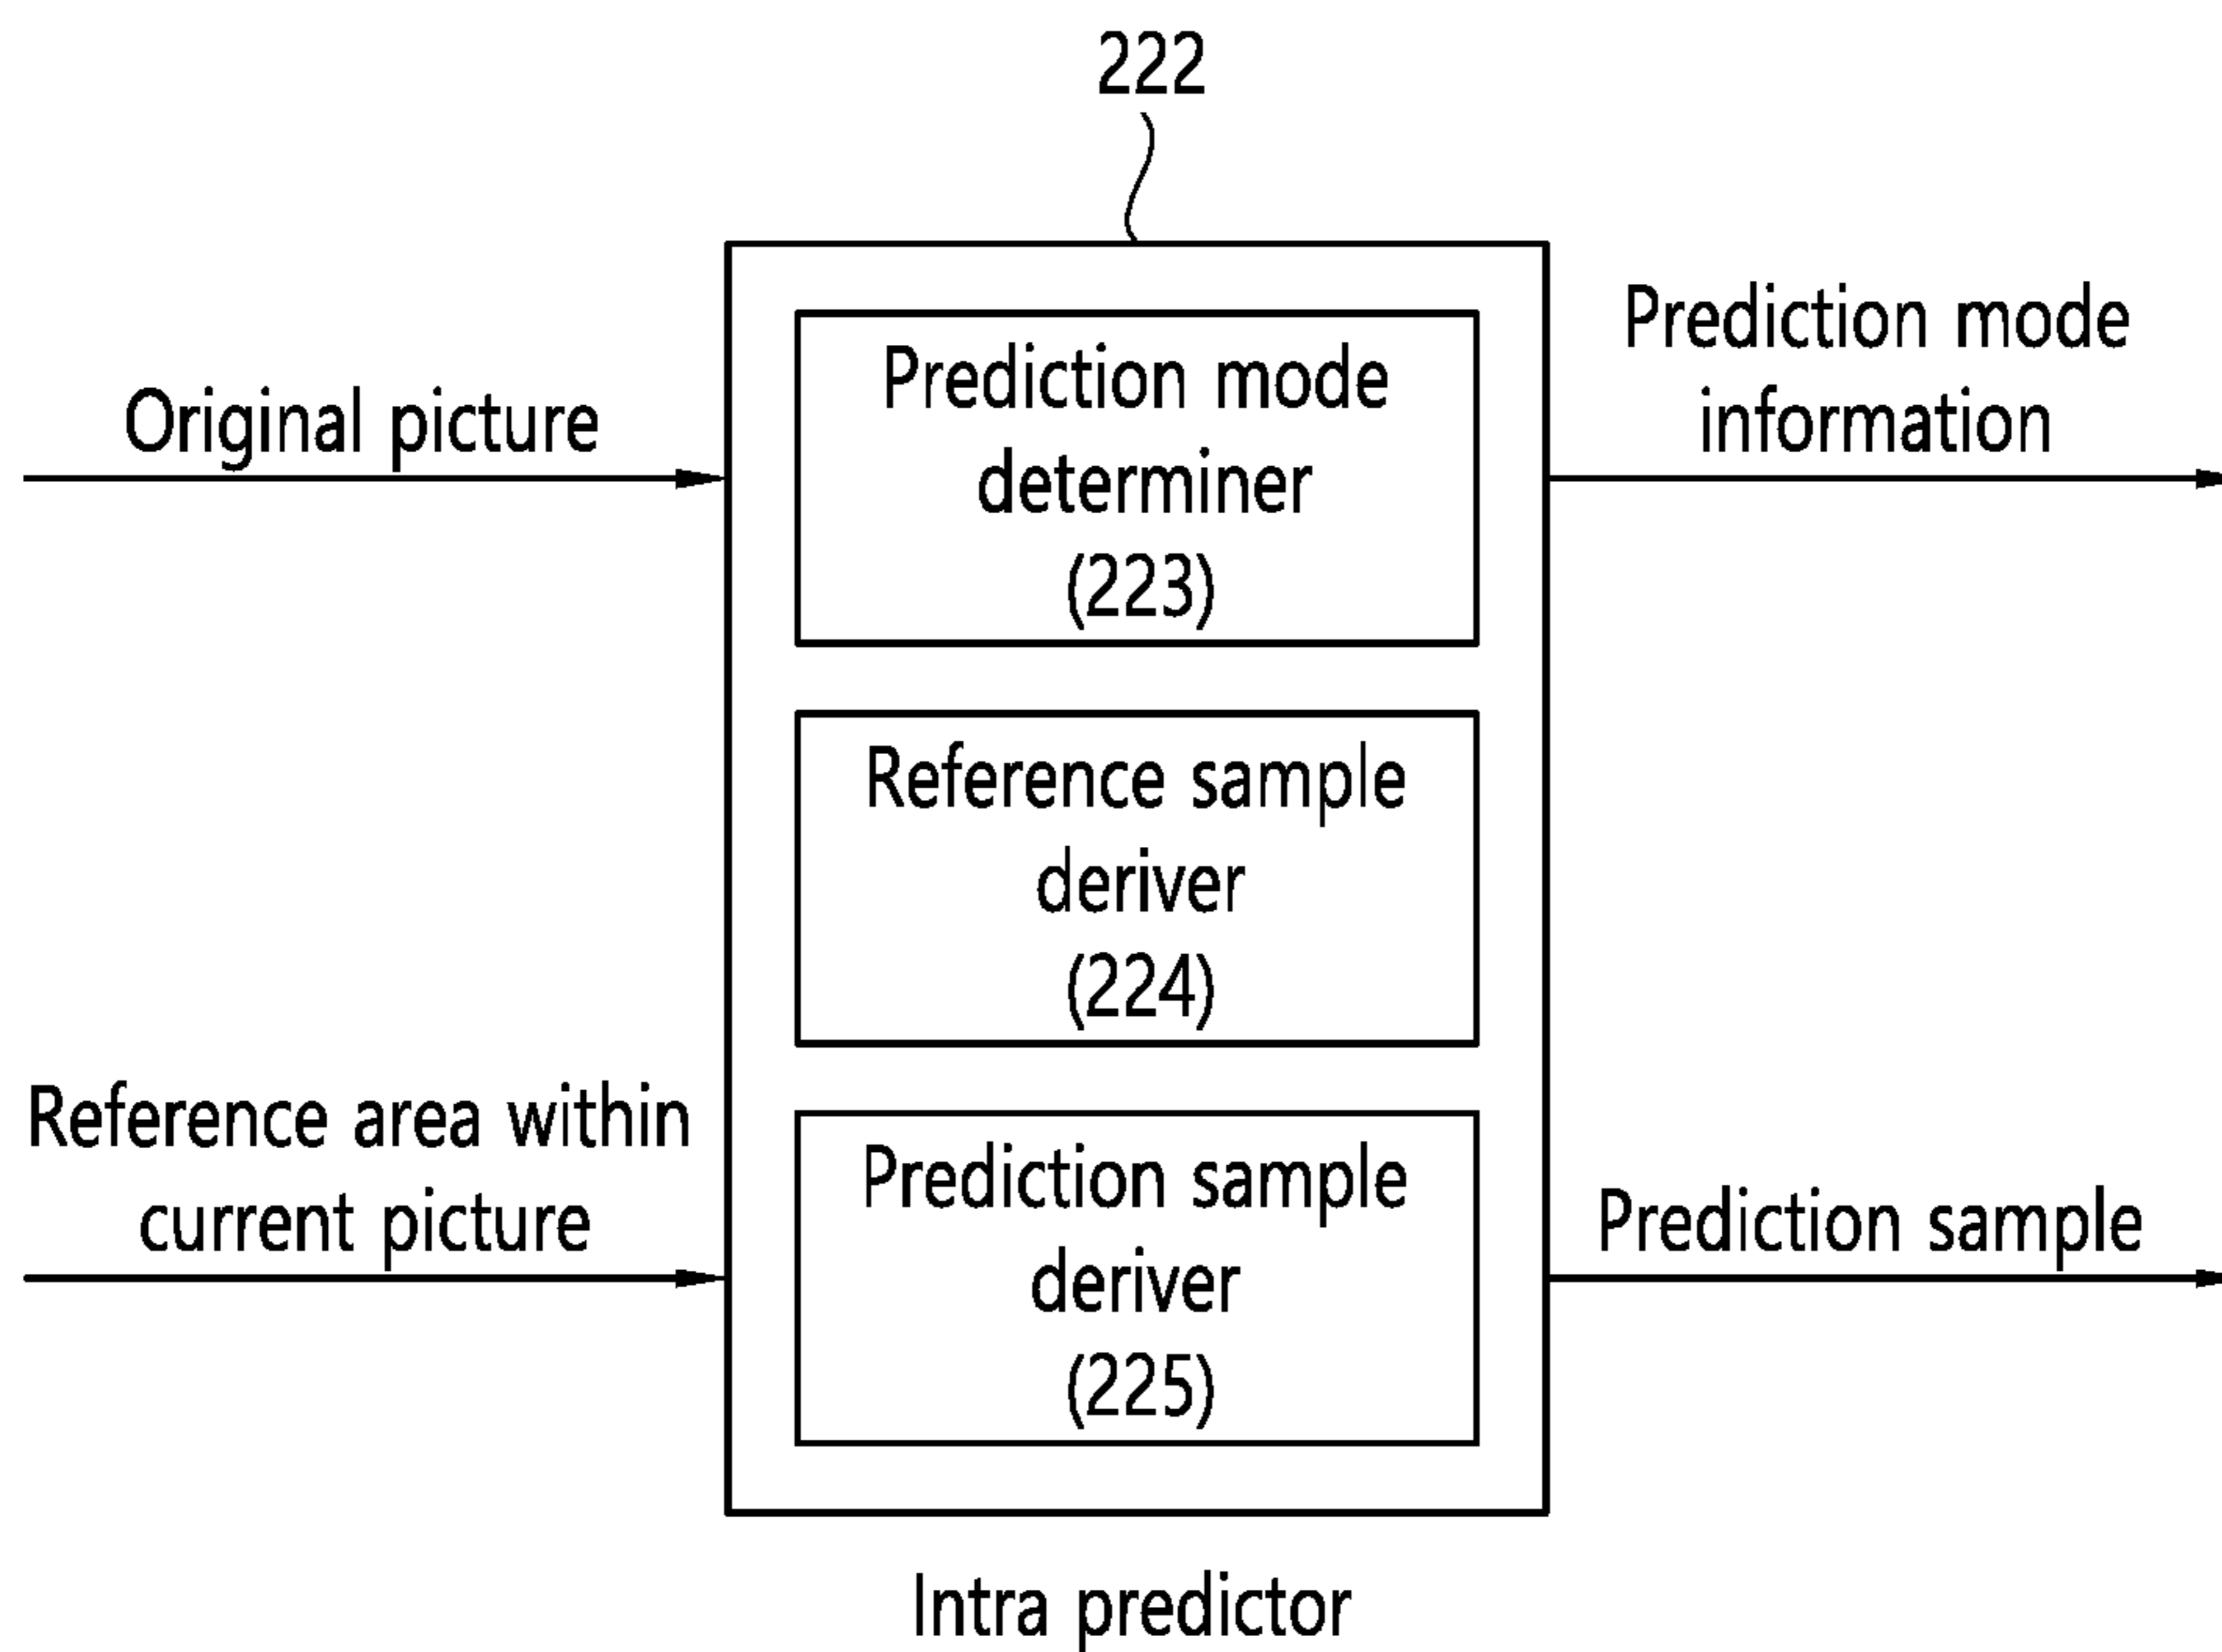 222
Original picture
Prediction mode
determiner
(223)
Prediction mode
information
Reference sample
deriver
(224)
Reference area within
current picture
Prediction sample
deriver
(225)
Prediction sample
Intra predictor